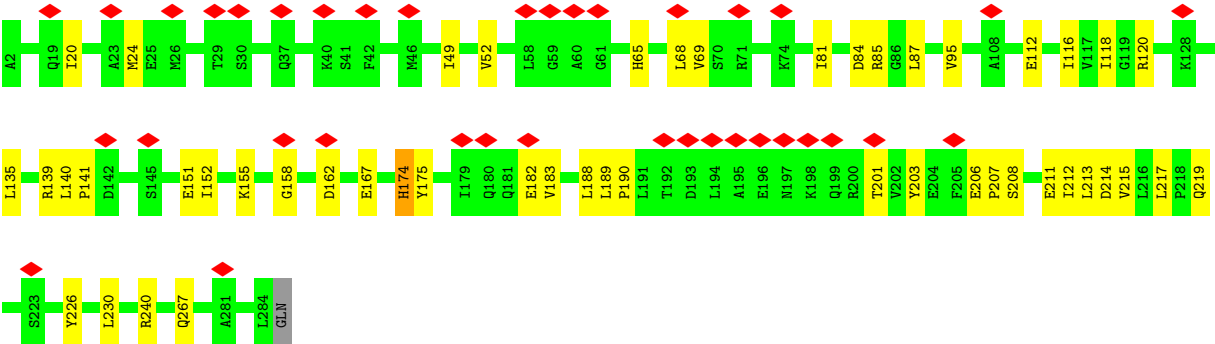 A2 Q19 I20 A23 M24 E25 M26 T29 S30 Q37 K40 S41 F42 M46 I49 V52 L58 G59 A60 G61 H65 L68 V69 S70 R71 K74 I81 D84 R85 G86 L87 V95 A108 E112 I116 V117 I118 G119 R120 K128
L135 R139 L140 P141 D142 S145 E151 I152 K155 G158 D162 E167 H174 Y175 I179 Q180 Q181 E182 V183 L188 L189 P190 L191 T192 D193 L194 A195 E196 N197 K198 Q199 R200 T201 V202 Y203 E204 F205 E206 P207 S208 E211 I212 L213 D214 V215 L216 L217 P218 Q219
S223 Y226 L230 R240 Q267 A281 L284 GLN